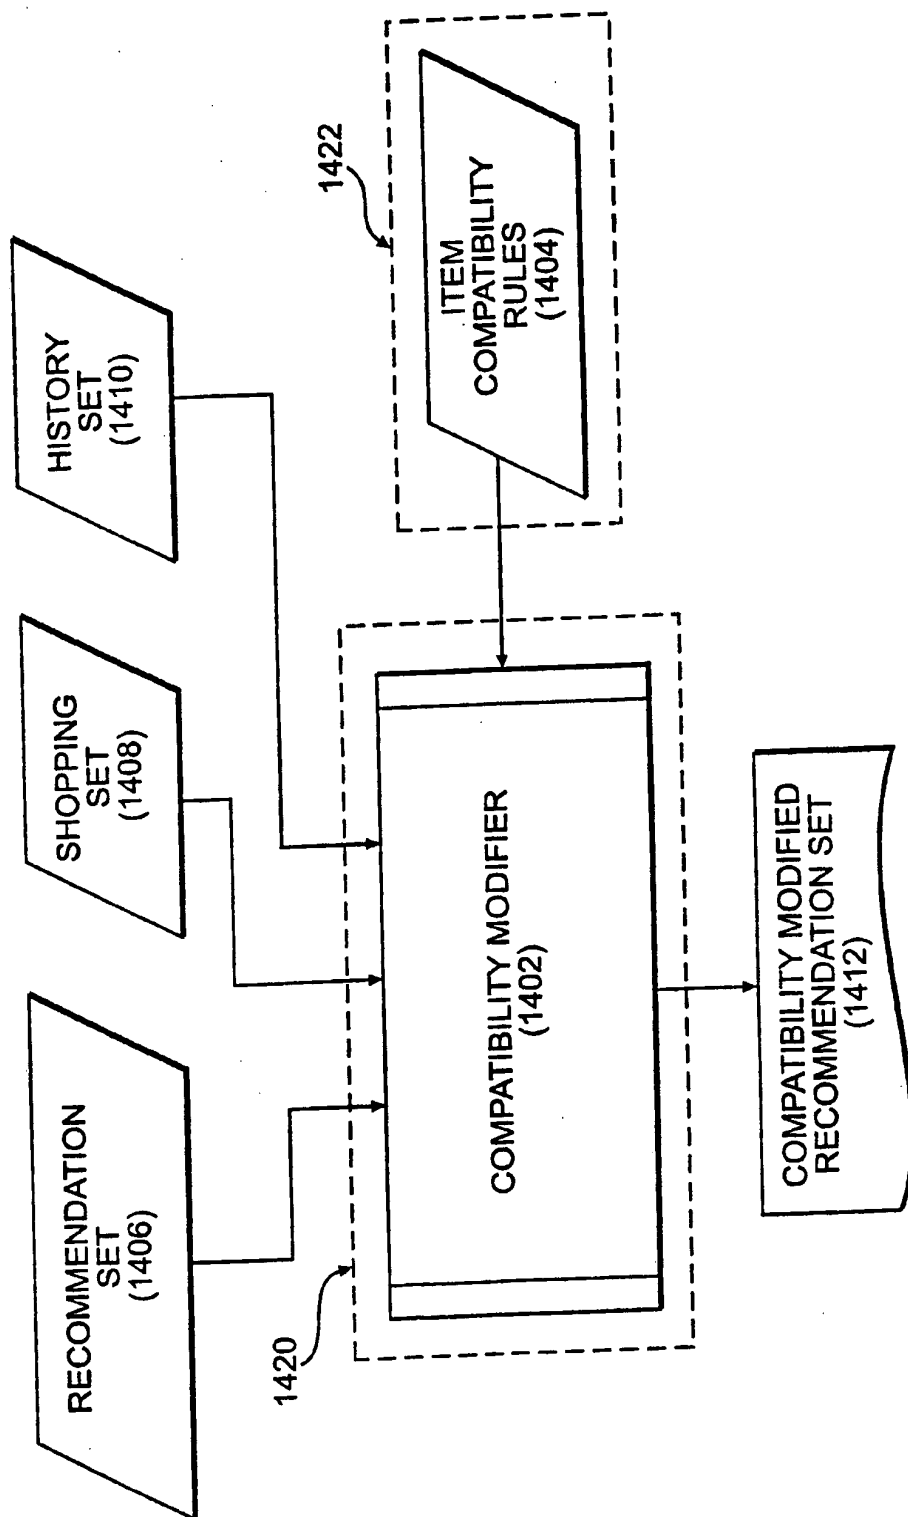 RECOMMENDATION
SET
(1406)
SHOPPING
SET
(1408)
HISTORY
SET
(1410)
1420
COMPATIBILITY MODIFIER
(1402)
1422
ITEM
COMPATIBILITY
RULES
(1404)
COMPATIBILITY MODIFIED
RECOMMENDATION SET
(1412)